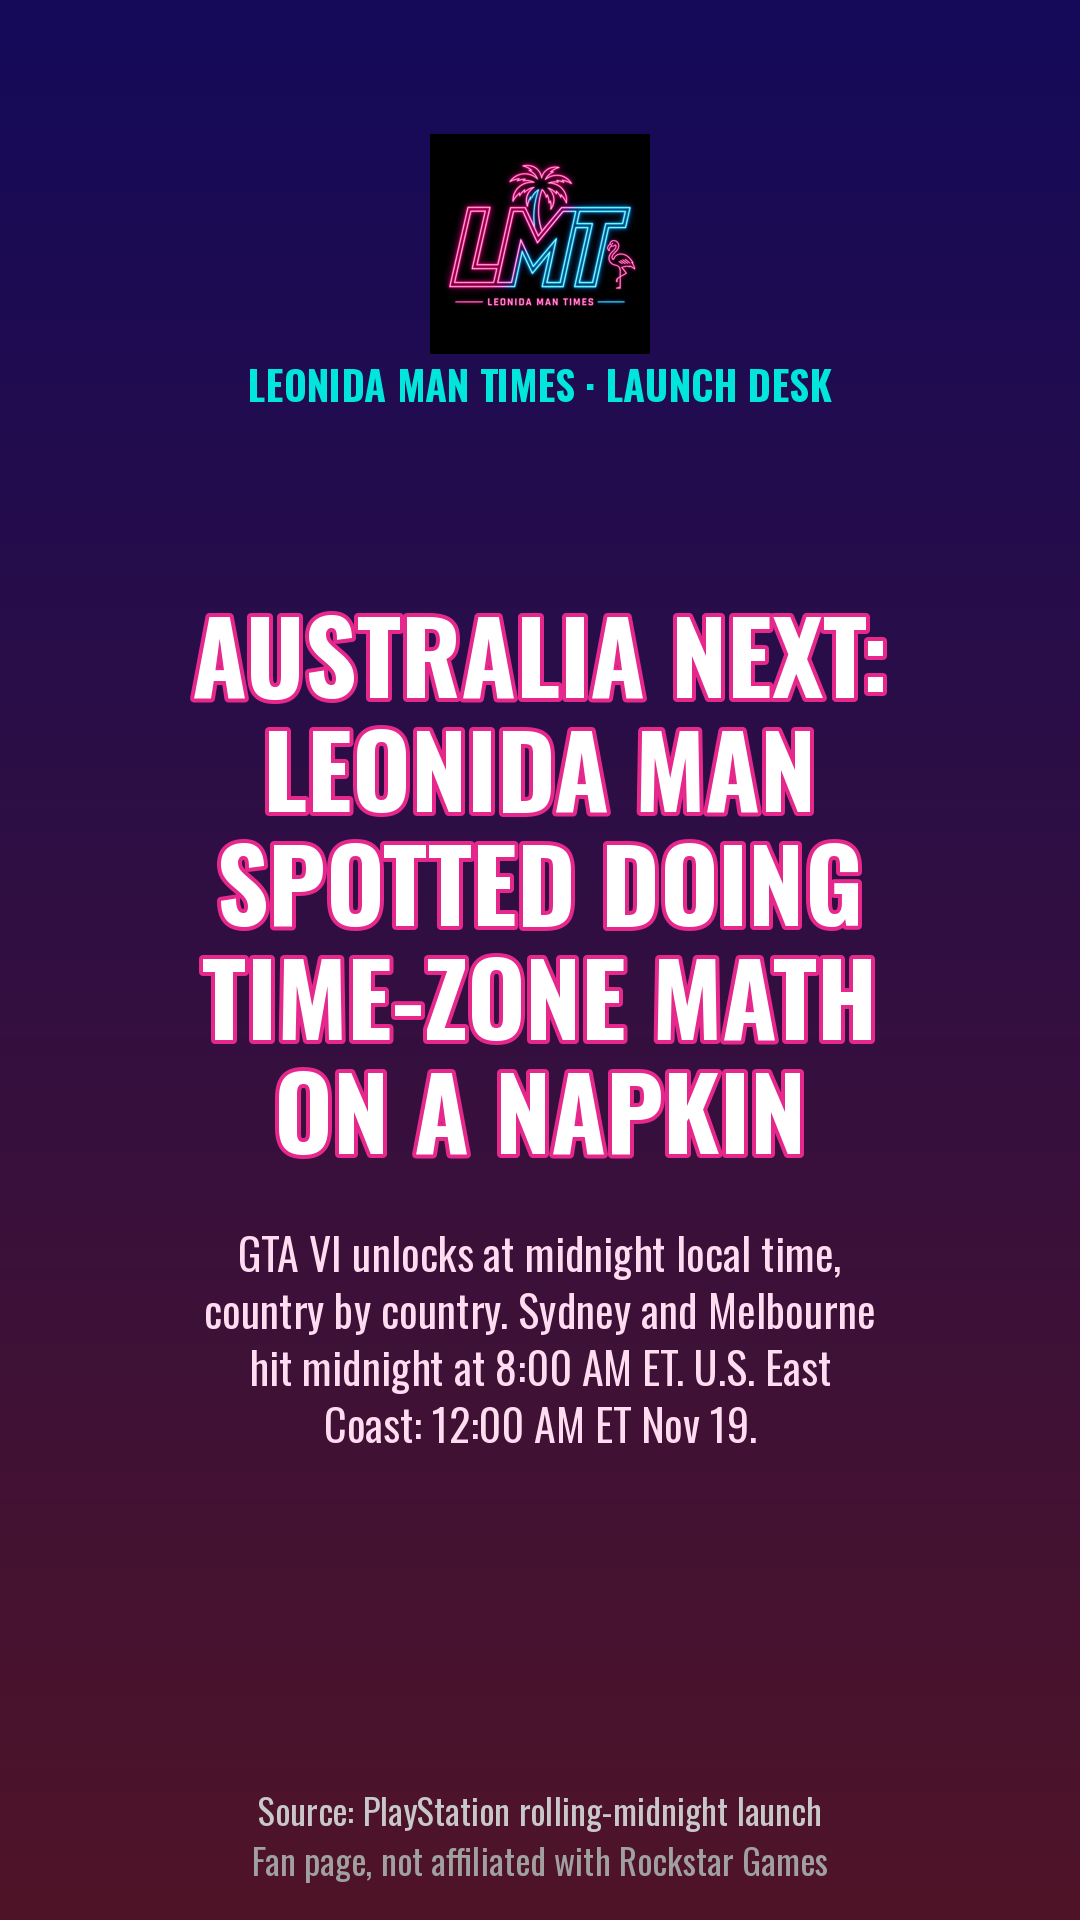 LMT
LEONIDA MAN TIMES
LEONIDA MAN TIMES · LAUNCH DESK
AUSTRALIA NEXT:
LEONIDA MAN
SPOTTED DOING
TIME-ZONE MATH
ON A NAPKIN
GTA VI unlocks at midnight local time,
country by country. Sydney and Melbourne
hit midnight at 8:00 AM ET. U.S. East
Coast: 12:00 AM ET Nov 19.
Source: PlayStation rolling-midnight launch
Fan page, not affiliated with Rockstar Games